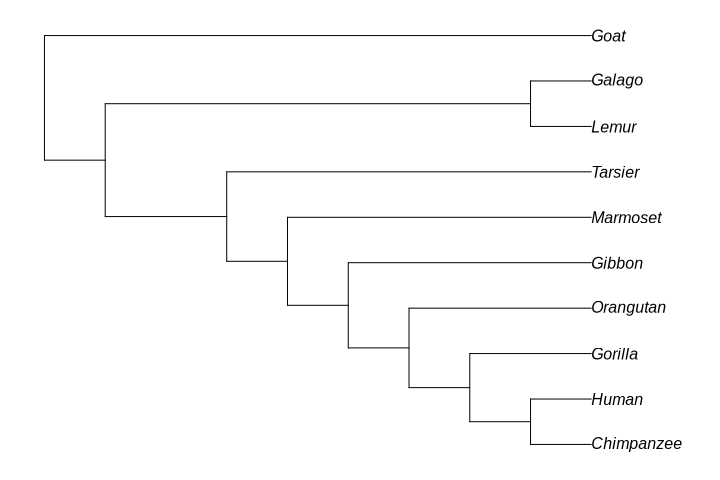 Goat
Galago
Lemur
Tarsier
Marmoset
Gibbon
Orangutan
Gorilla
Human
Chimpanzee